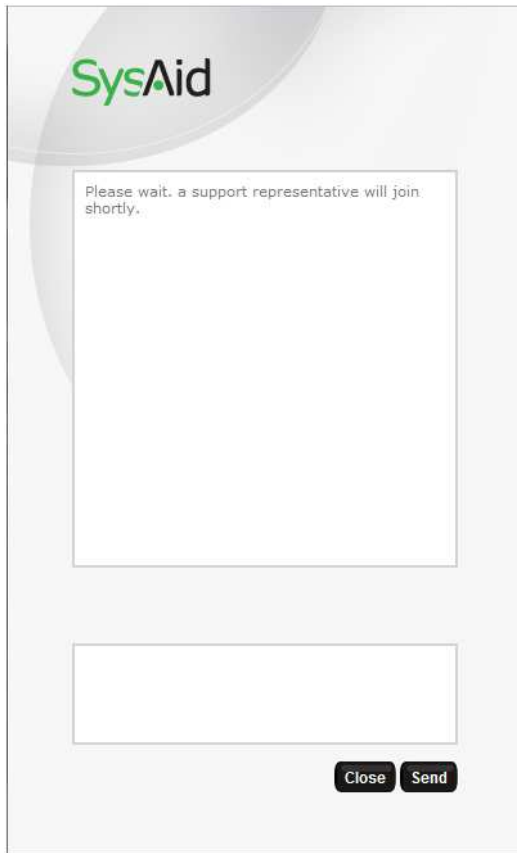 SysAid
Please wait. a support representative will join
shortly.
Close Send